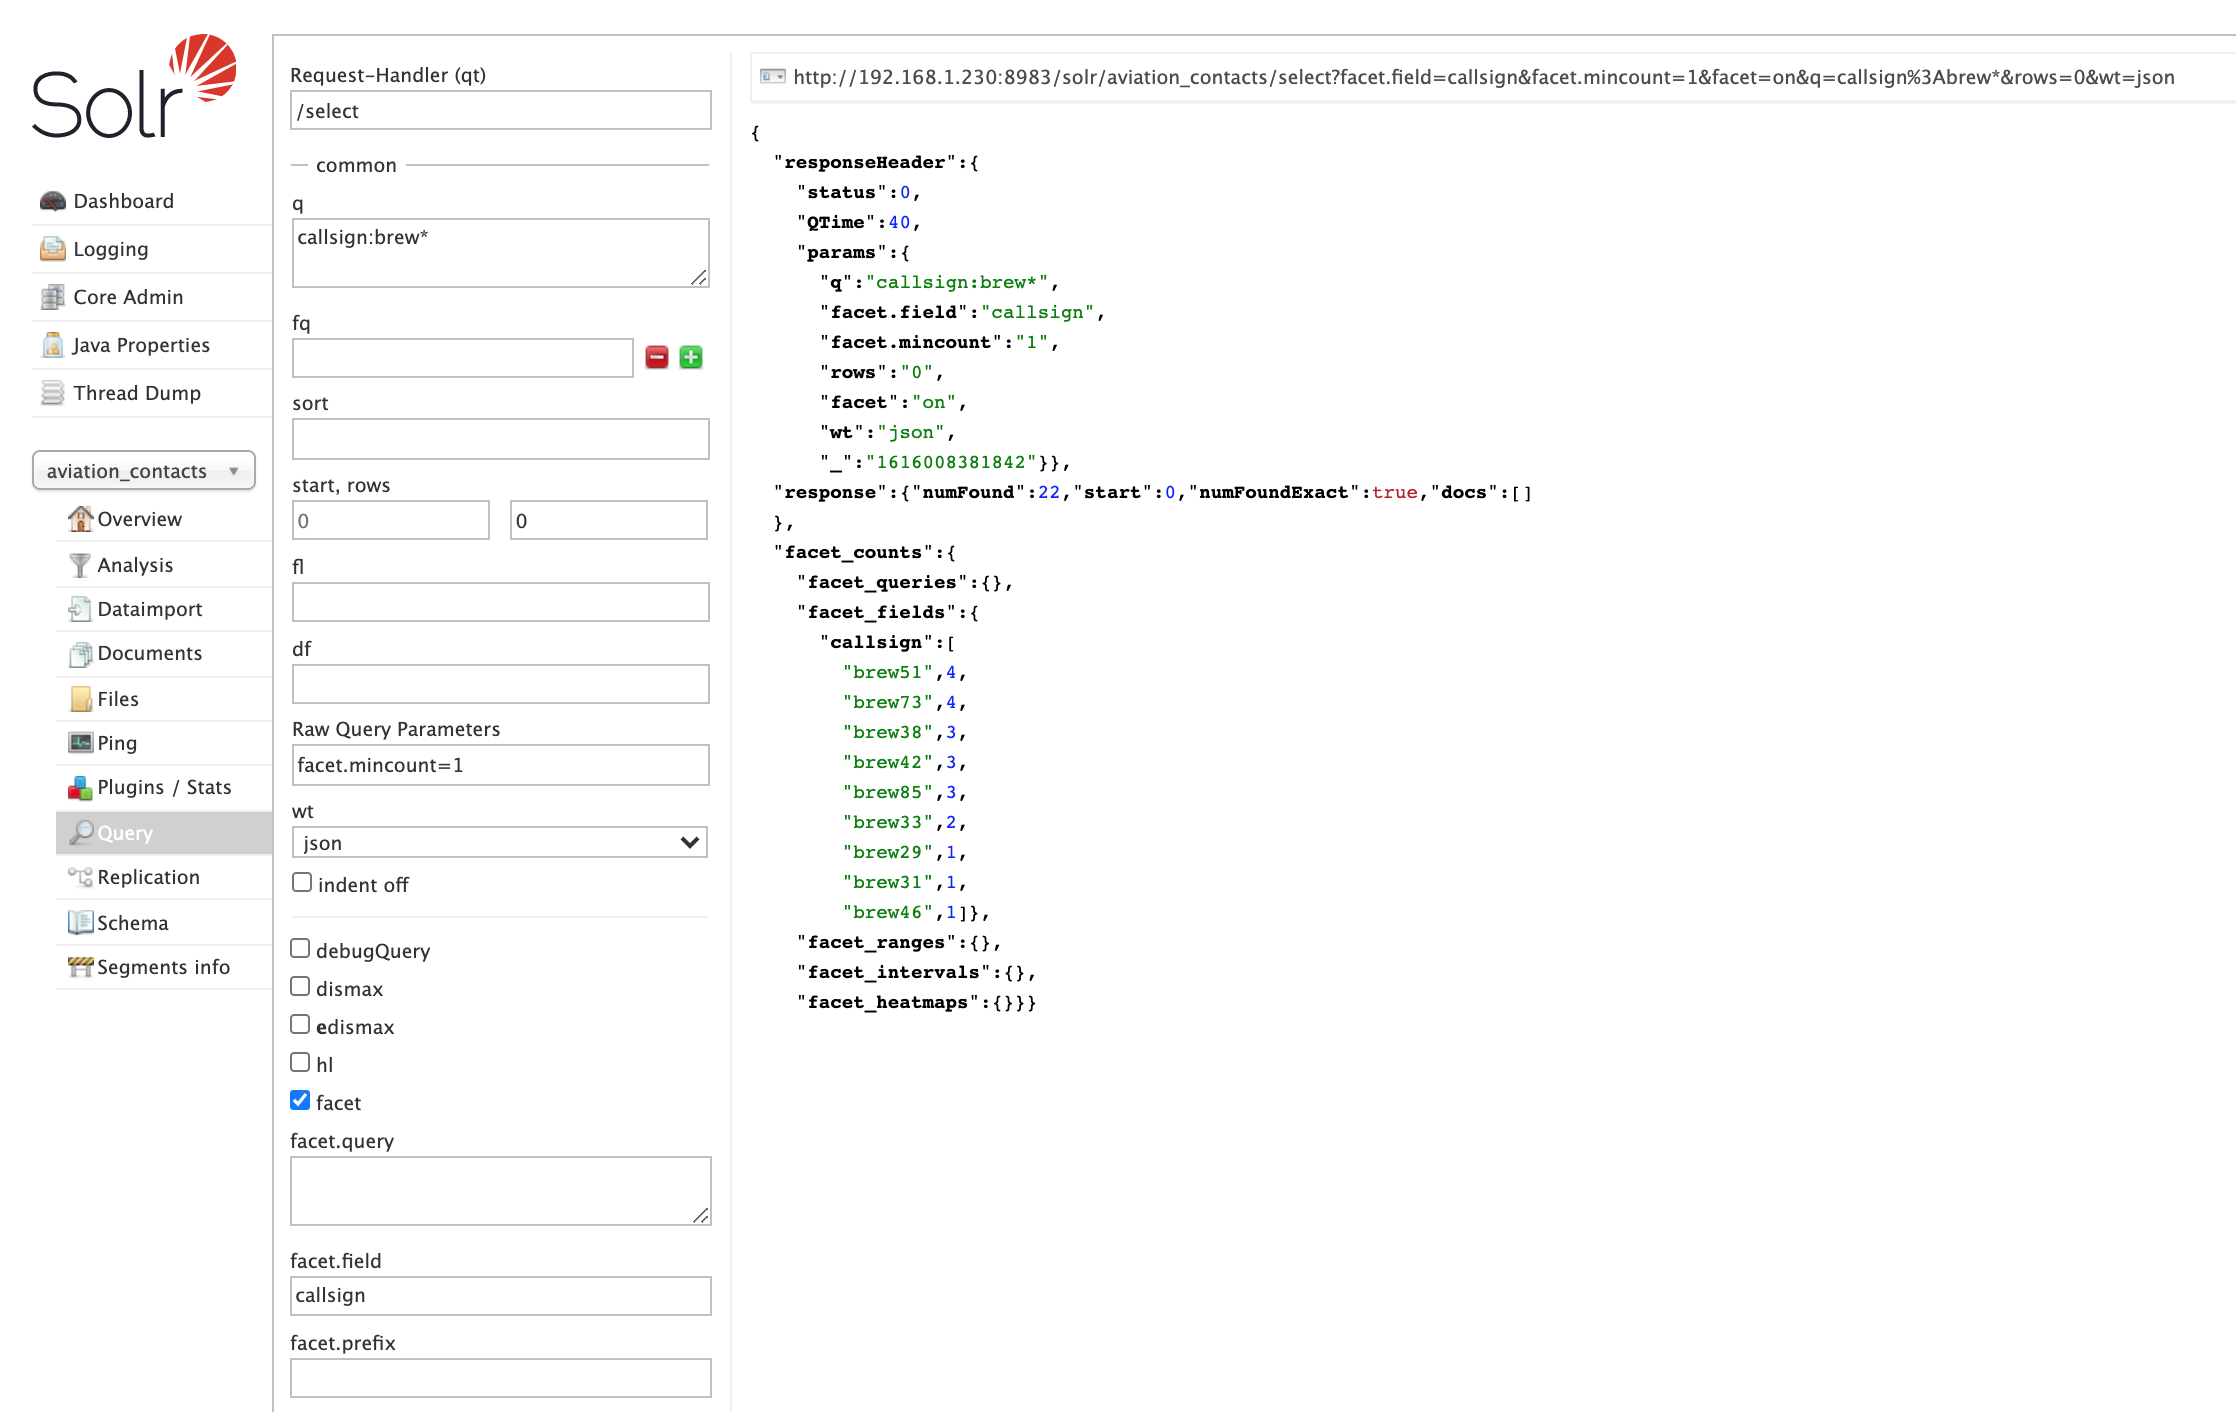 Solr
Dashboard
Logging
Core Admin
Java Properties
Thread Dump
aviation_contacts
Overview
Analysis
Dataimport
Documents
Files
Ping
Plugins / Stats
Query
Replication
Schema
Segments info
Request-Handler (qt)
/select
common
q
callsign:brew*
fq
sort
start, rows
0
0
fl
df
Raw Query Parameters
facet.mincount=1
wt
json
indent off
debugQuery
dismax
edismax
hl
facet
facet.query
facet.field
callsign
facet.prefix
http://192.168.1.230:8983/solr/aviation_contacts/select?facet.field=callsign&facet.mincount=1&facet=on&q=callsign%3Abrew*&rows=0&wt=json
{
"responseHeader":{
"status":0,
"QTime":40,
"params":{
"q":"callsign:brew*",
"facet.field":"callsign",
"facet.mincount":"1",
"rows":"0",
"facet":"on",
"wt":"json",
"_":"1616008381842"}},
"response":{"numFound":22,"start":0,"numFoundExact":true,"docs":[]
},
"facet_counts":{
"facet_queries":{},
"facet_fields":{
"callsign":[
"brew51",4,
"brew73",4,
"brew38",3,
"brew42",3,
"brew85",3,
"brew33",2,
"brew29",1,
"brew31",1,
"brew46",1]},
"facet_ranges":{},
"facet_intervals":{},
"facet_heatmaps":{}}}